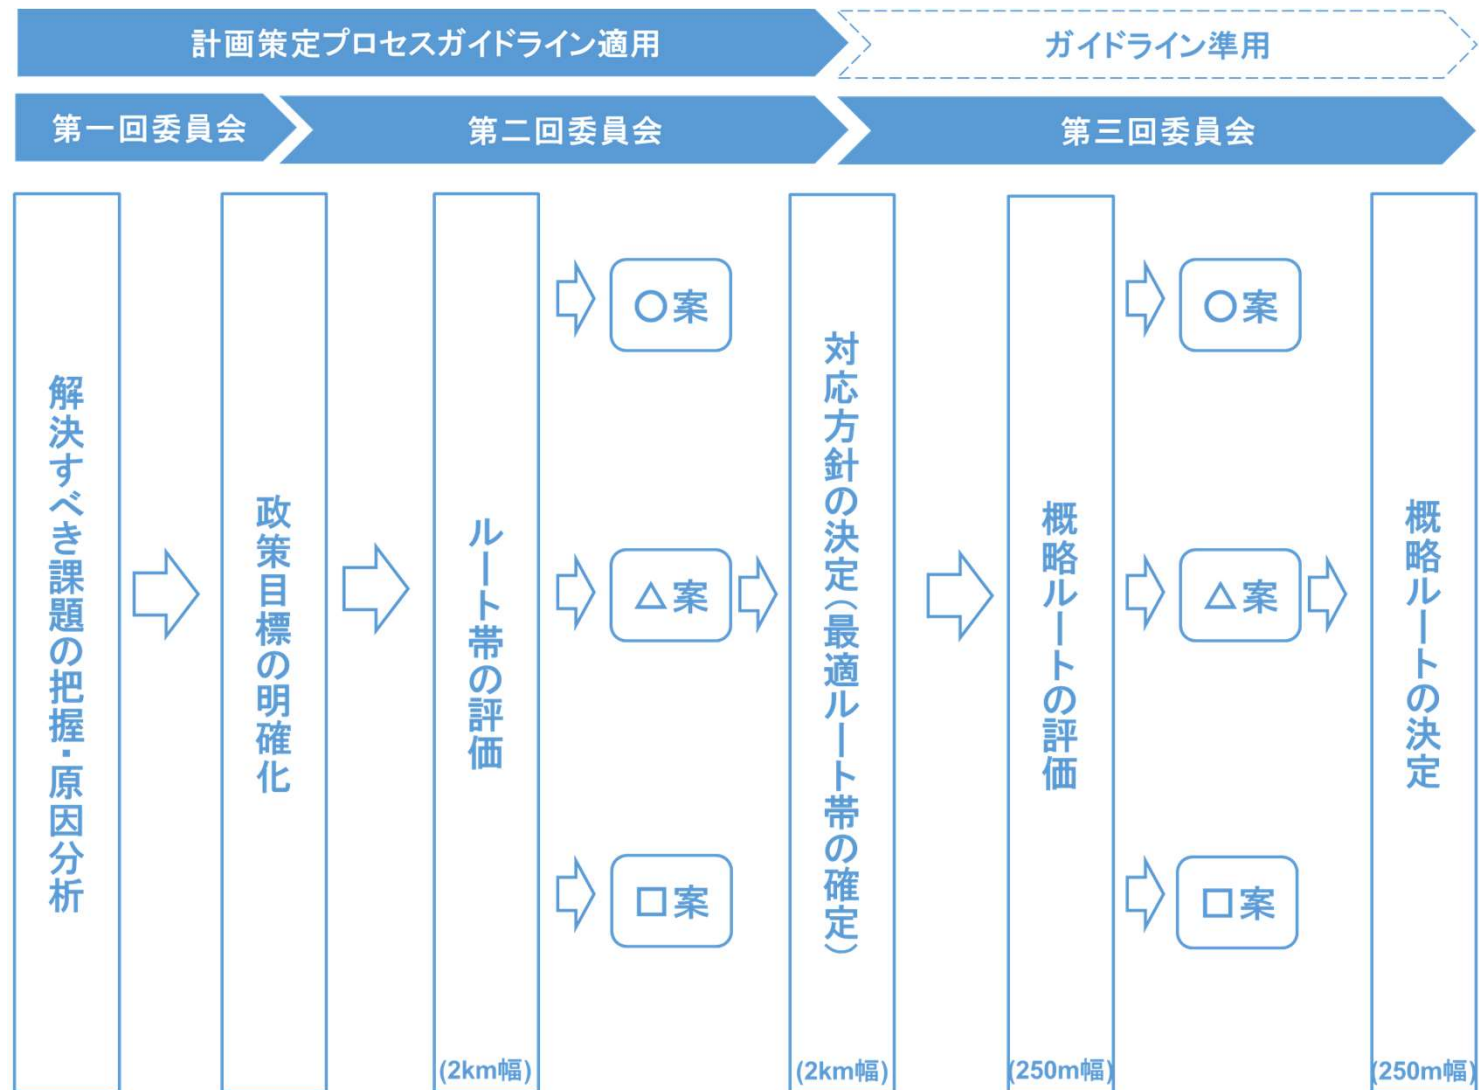 計画策定プロセスガイドライン適用
ガイドライン準用
第一回委員会
第二回委員会
第三回委員会
解決すべき課題の把握・原因分析
政策目標の明確化
ルート帯の評価
(2km幅)
○案
△案
□案
対応方針の決定(最適ルート帯の確定)
(2km幅)
概略ルートの評価
(250m幅)
○案
△案
□案
概略ルートの決定
(250m幅)